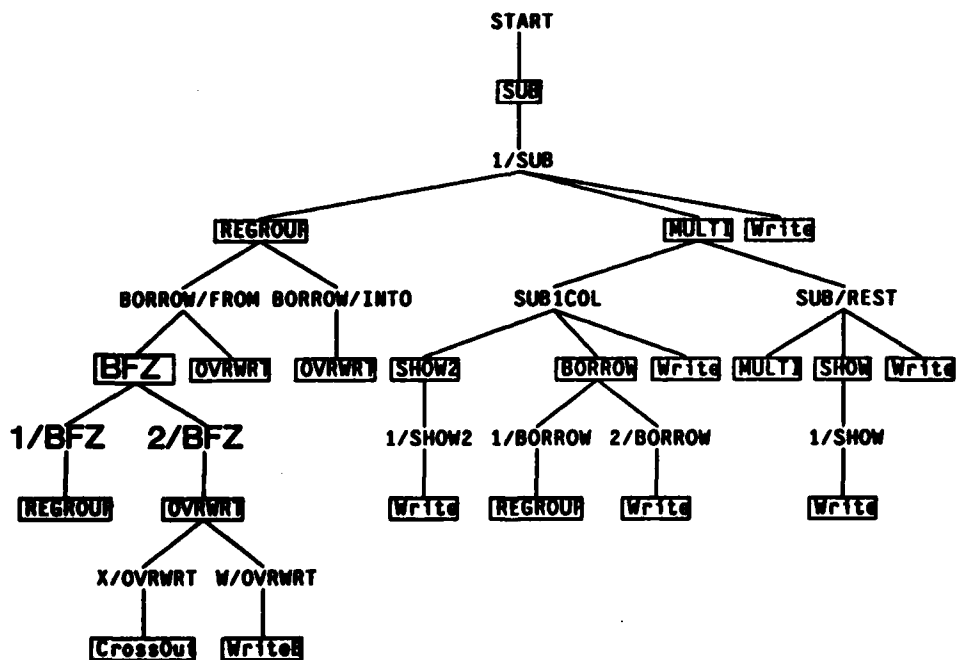 START
SUB
1/SUB
REGROUP MULTI Write
BORROW/FROM BORROW/INTO SUB1COL SUB/REST
BFZ OVRWRT OVRWRT SHOW2 BORROW Write MULTI SHOW Write
1/BFZ 2/BFZ 1/SHOW2 1/BORROW 2/BORROW 1/SHOW
REGROUP OVRWRT Write REGROUP Write Write
X/OVRWRT W/OVRWRT
CrossOut WriteB